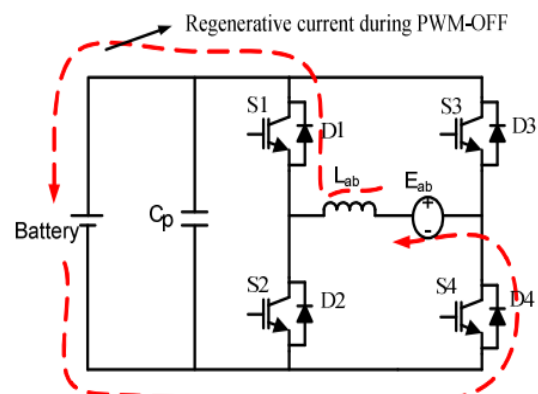 Regenerative current during PWM-OFF
S1
D1
S3
D3
Lab
Eab
+
-
Battery
Cp
S2
D2
S4
D4